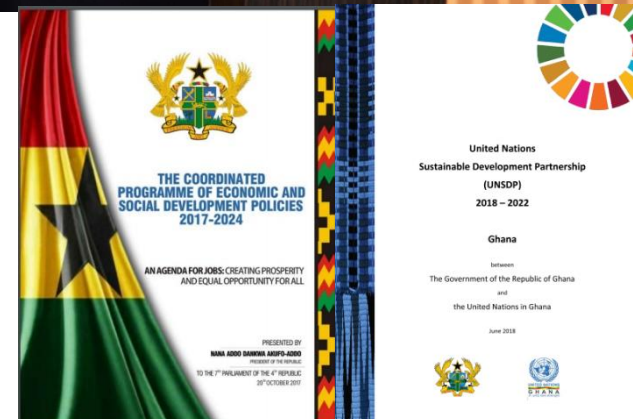 THE COORDINATED
PROGRAMME OF ECONOMIC AND
SOCIAL DEVELOPMENT POLICIES
2017-2024
AN AGENDA FOR JOBS: CREATING PROSPERITY
AND EQUAL OPPORTUNITY FOR ALL
PRESENTED BY
NANA ADDO DANKWA AKUFO-ADDO
PRESIDENT OF THE REPUBLIC
TO THE 7TH PARLIAMENT OF THE 4TH REPUBLIC
20TH OCTOBER 2017
United Nations
Sustainable Development Partnership
(UNSDP)
2018 – 2022
Ghana
between
The Government of the Republic of Ghana
and
the United Nations in Ghana
June 2018
UNITED NATIONS
GHANA